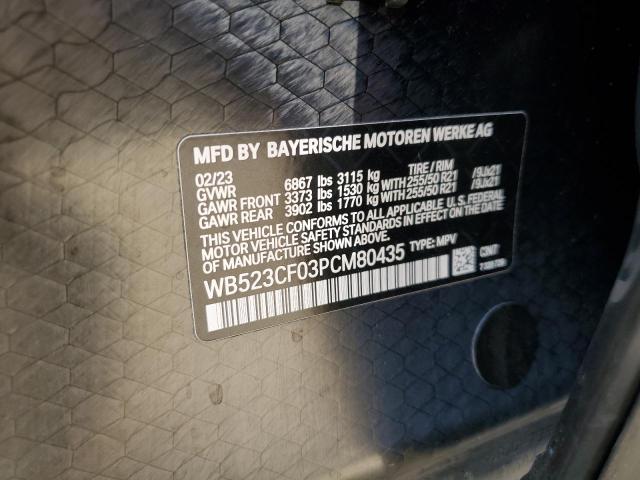 MFD BY BAYERISCHE MOTOREN WERKE AG
02/23 TIRE / RIM
GVWR 6867 lbs 3115 kg
GAWR FRONT 3373 lbs 1530 kg WITH 255/50 R21 /9Jx21
GAWR REAR 3902 lbs 1770 kg WITH 255/50 R21 /9Jx21
THIS VEHICLE CONFORMS TO ALL APPLICABLE U.S. FEDERAL
MOTOR VEHICLE SAFETY STANDARDS IN EFFECT ON THE DATE
OF MANUFACTURE SHOWN ABOVE.
WB523CF03PCM80435 TYPE: MPV